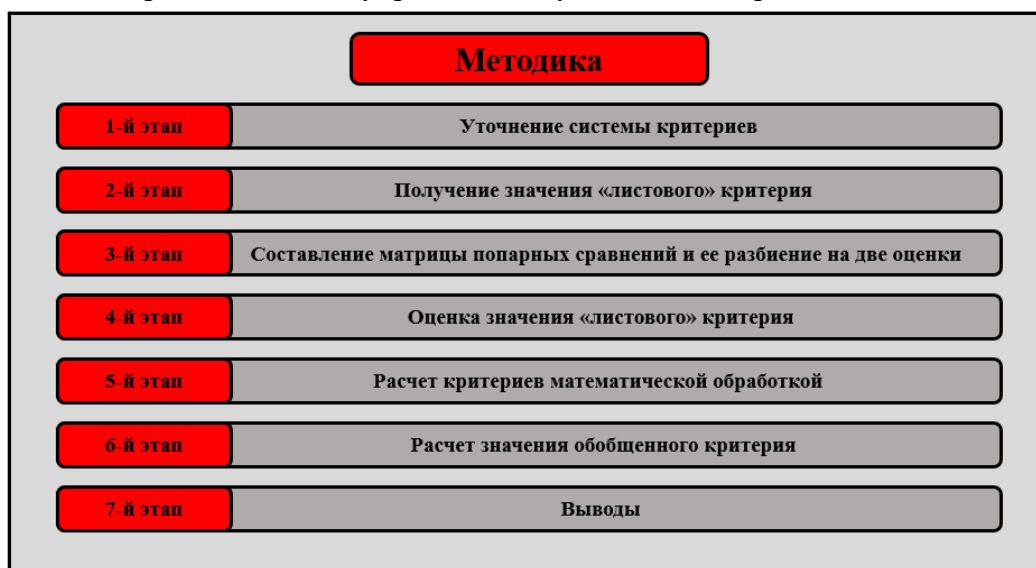 Методика
1-й этап Уточнение системы критериев
2-й этап Получение значения «листового» критерия
3-й этап Составление матрицы попарных сравнений и ее разбиение на две оценки
4-й этап Оценка значения «листового» критерия
5-й этап Расчет критериев математической обработкой
6-й этап Расчет значения обобщенного критерия
7-й этап Выводы